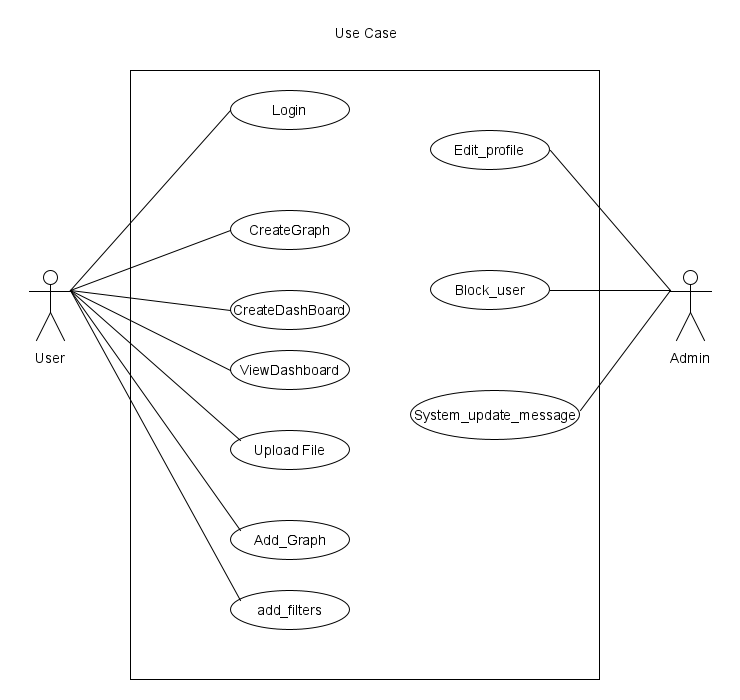 Use Case
Login
Edit_profile
CreateGraph
Block_user
CreateDashBoard
User
Admin
ViewDashboard
System_update_message
Upload File
Add_Graph
add_filters